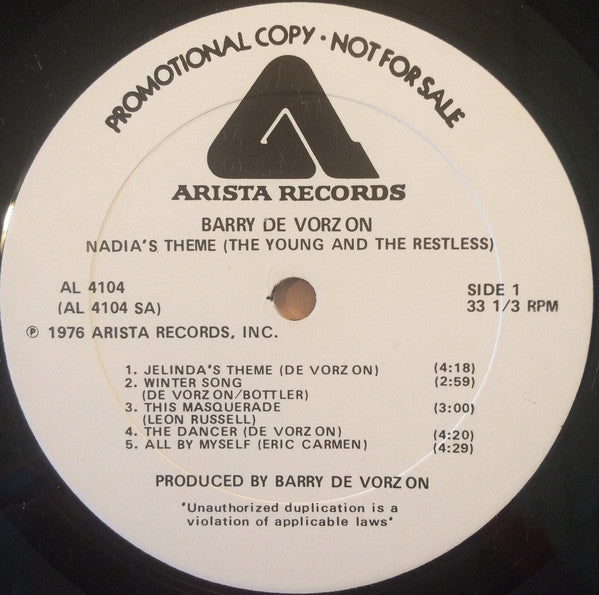 PROMOTIONAL COPY · NOT FOR SALE
ARISTA RECORDS
BARRY DE VORZON
NADIA'S THEME (THE YOUNG AND THE RESTLESS)
AL 4104
(AL 4104 SA)
SIDE 1
33 1/3 RPM
℗ 1976 ARISTA RECORDS, INC.
1. JELINDA'S THEME (DE VORZON) (4:18)
2. WINTER SONG (2:59)
(DE VORZON/BOTTLER)
3. THIS MASQUERADE (3:00)
(LEON RUSSELL)
4. THE DANCER (DE VORZON) (4:20)
5. ALL BY MYSELF (ERIC CARMEN) (4:29)
PRODUCED BY BARRY DE VORZON
"Unauthorized duplication is a
violation of applicable laws"